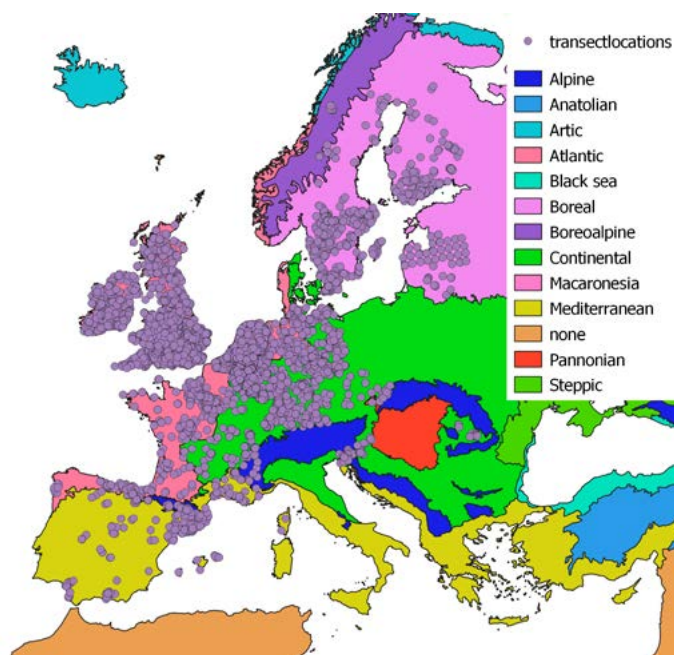 transectlocations
Alpine
Anatolian
Artic
Atlantic
Black sea
Boreal
Boreoalpine
Continental
Macaronesia
Mediterranean
none
Pannonian
Steppic